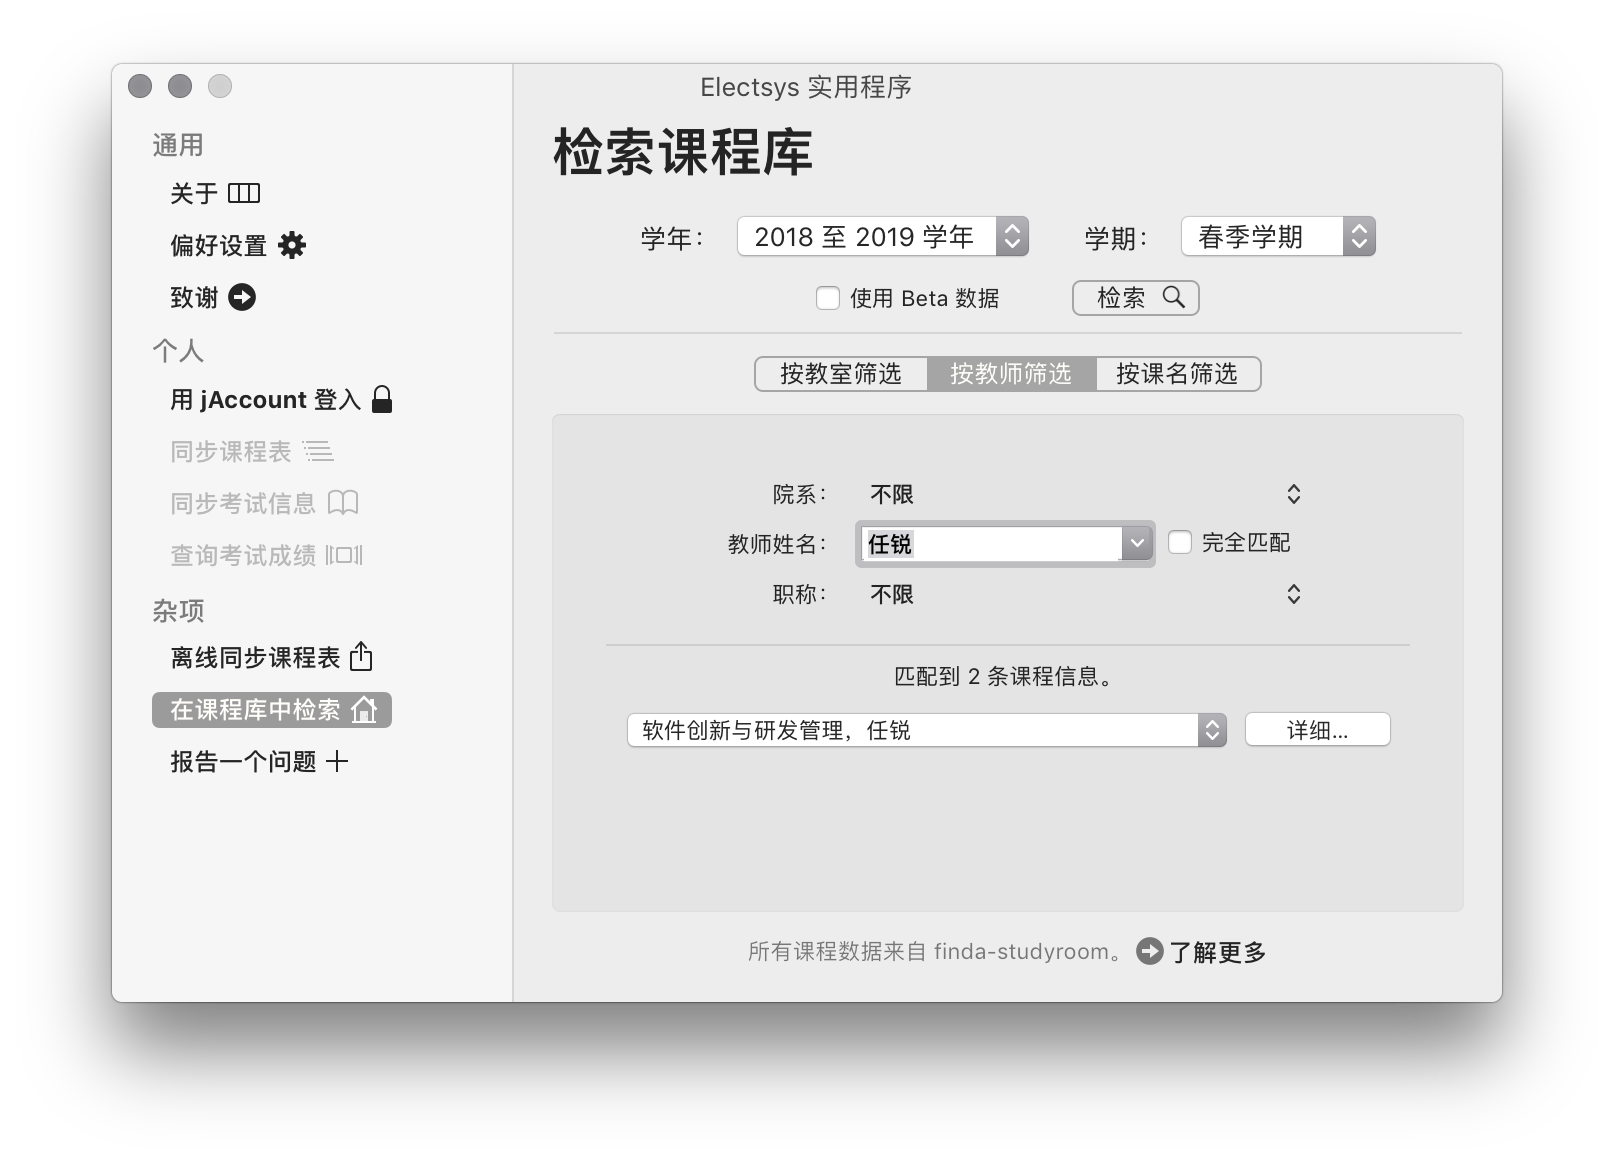 Electsys 实用程序
通用
关于
偏好设置
致谢
个人
用 jAccount 登入
同步课程表
同步考试信息
查询考试成绩
杂项
离线同步课程表
在课程库中检索
报告一个问题
检索课程库
学年： 2018 至 2019 学年 学期： 春季学期
使用 Beta 数据 检索
按教室筛选 按教师筛选 按课名筛选
院系： 不限
教师姓名： 任锐 完全匹配
职称： 不限
匹配到 2 条课程信息。
软件创新与研发管理，任锐 详细...
所有课程数据来自 finda-studyroom。 了解更多